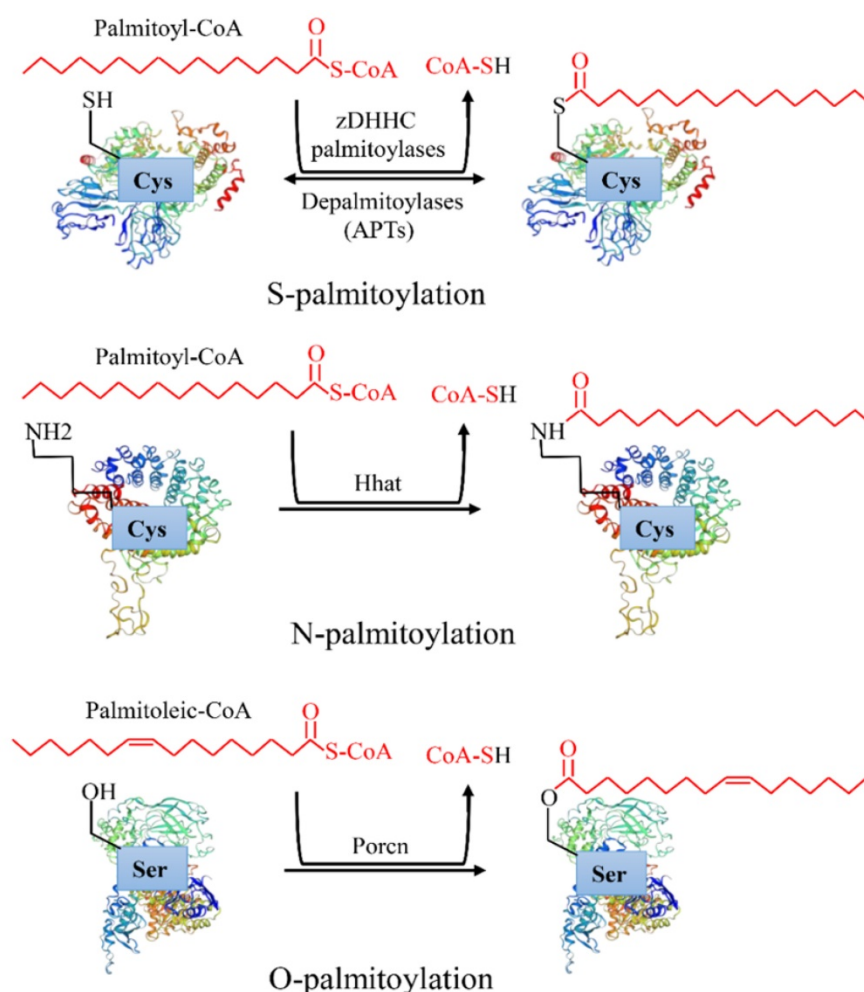 Palmitoyl-CoA
O
S-CoA
CoA-SH
O
SH
S
zDHHC
palmitoylases
Cys
Cys
Depalmitoylases
(APTs)
S-palmitoylation
Palmitoyl-CoA
O
S-CoA
CoA-SH
O
NH2
NH
Hhat
Cys
Cys
N-palmitoylation
Palmitoleic-CoA
O
S-CoA
CoA-SH
O
OH
O
Porcn
Ser
Ser
O-palmitoylation